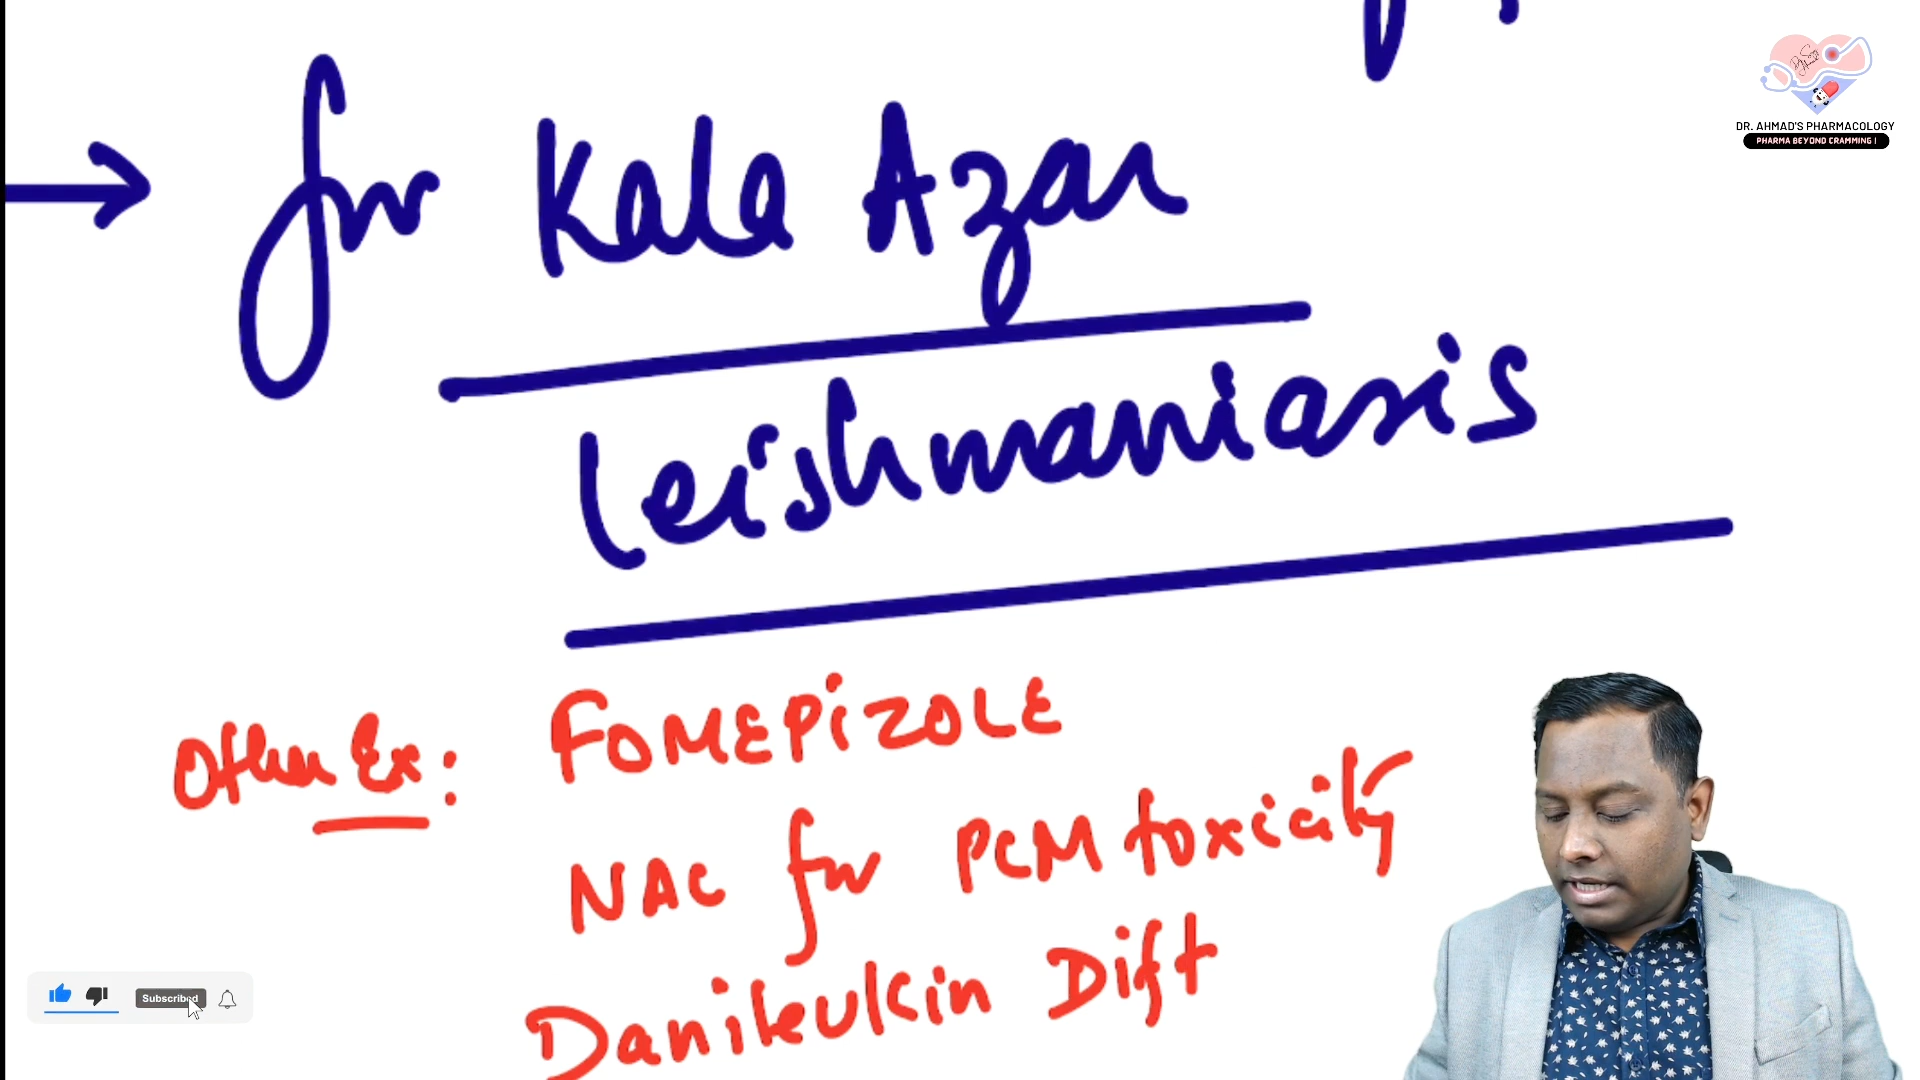 DR. AHMAD'S PHARMACOLOGY
PHARMA BEYOND CRAMMING !
for Kala Azar
leishmaniasis
Other Ex: FOMEPIZOLE
NAC for PCM toxicity
Danileukin Dift
Subscribed